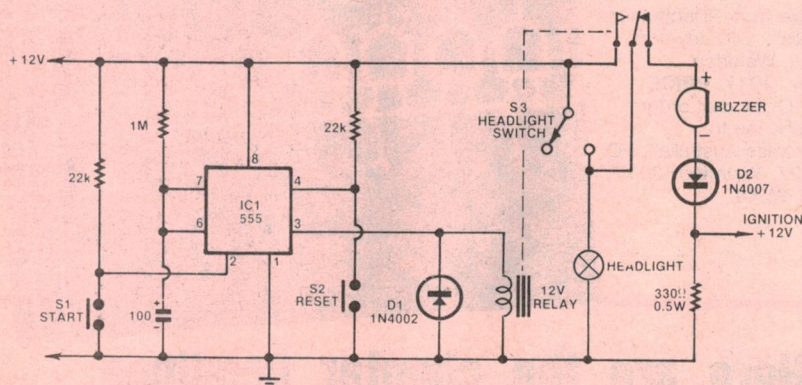 +12V
1M
22k
22k
8
7
4
IC1
555
6
3
2
1
S1
START
100
+
−
S2
RESET
D1
1N4002
12V
RELAY
S3
HEADLIGHT
SWITCH
HEADLIGHT
+
BUZZER
−
D2
1N4007
IGNITION
+12V
330Ω
0.5W